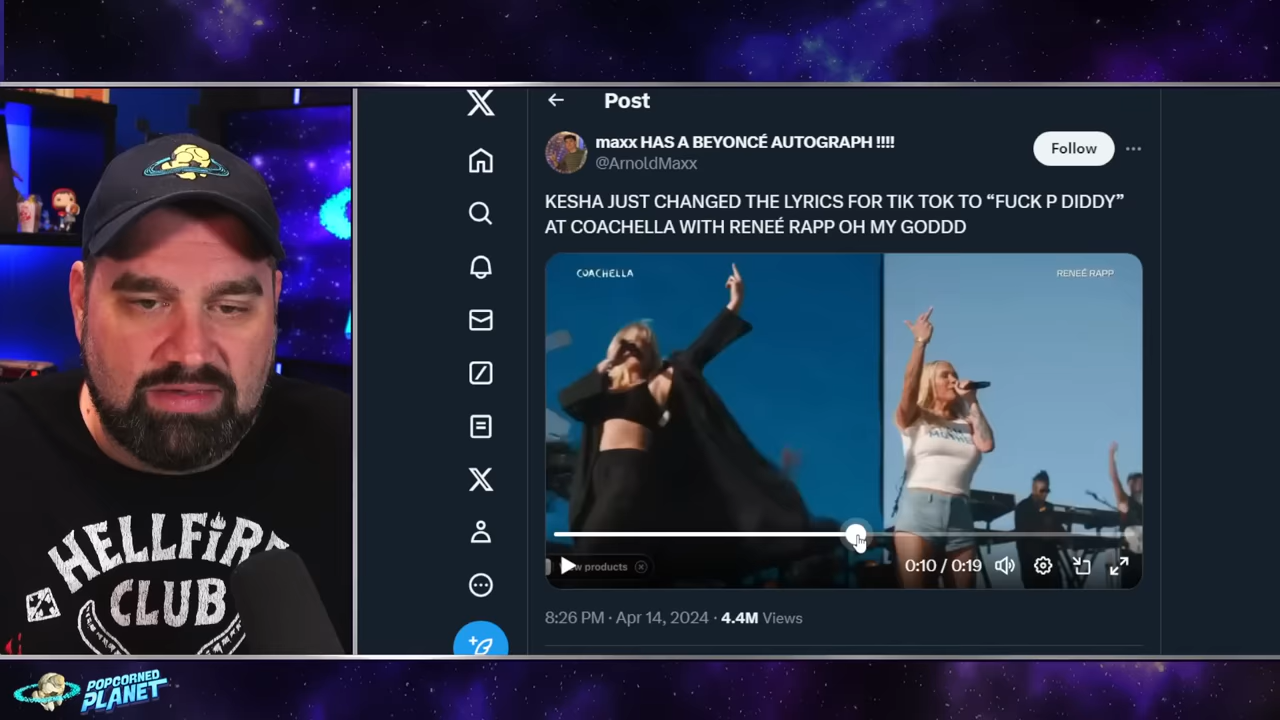 Post
maxx HAS A BEYONCÉ AUTOGRAPH !!!!
@ArnoldMaxx
Follow
KESHA JUST CHANGED THE LYRICS FOR TIK TOK TO “FUCK P DIDDY”
AT COACHELLA WITH RENEÉ RAPP OH MY GODDD
COACHELLA
RENEÉ RAPP
products
0:10 / 0:19
8:26 PM · Apr 14, 2024 · 4.4M Views
HELLFIR
CLUB
POPCORNED
PLANET